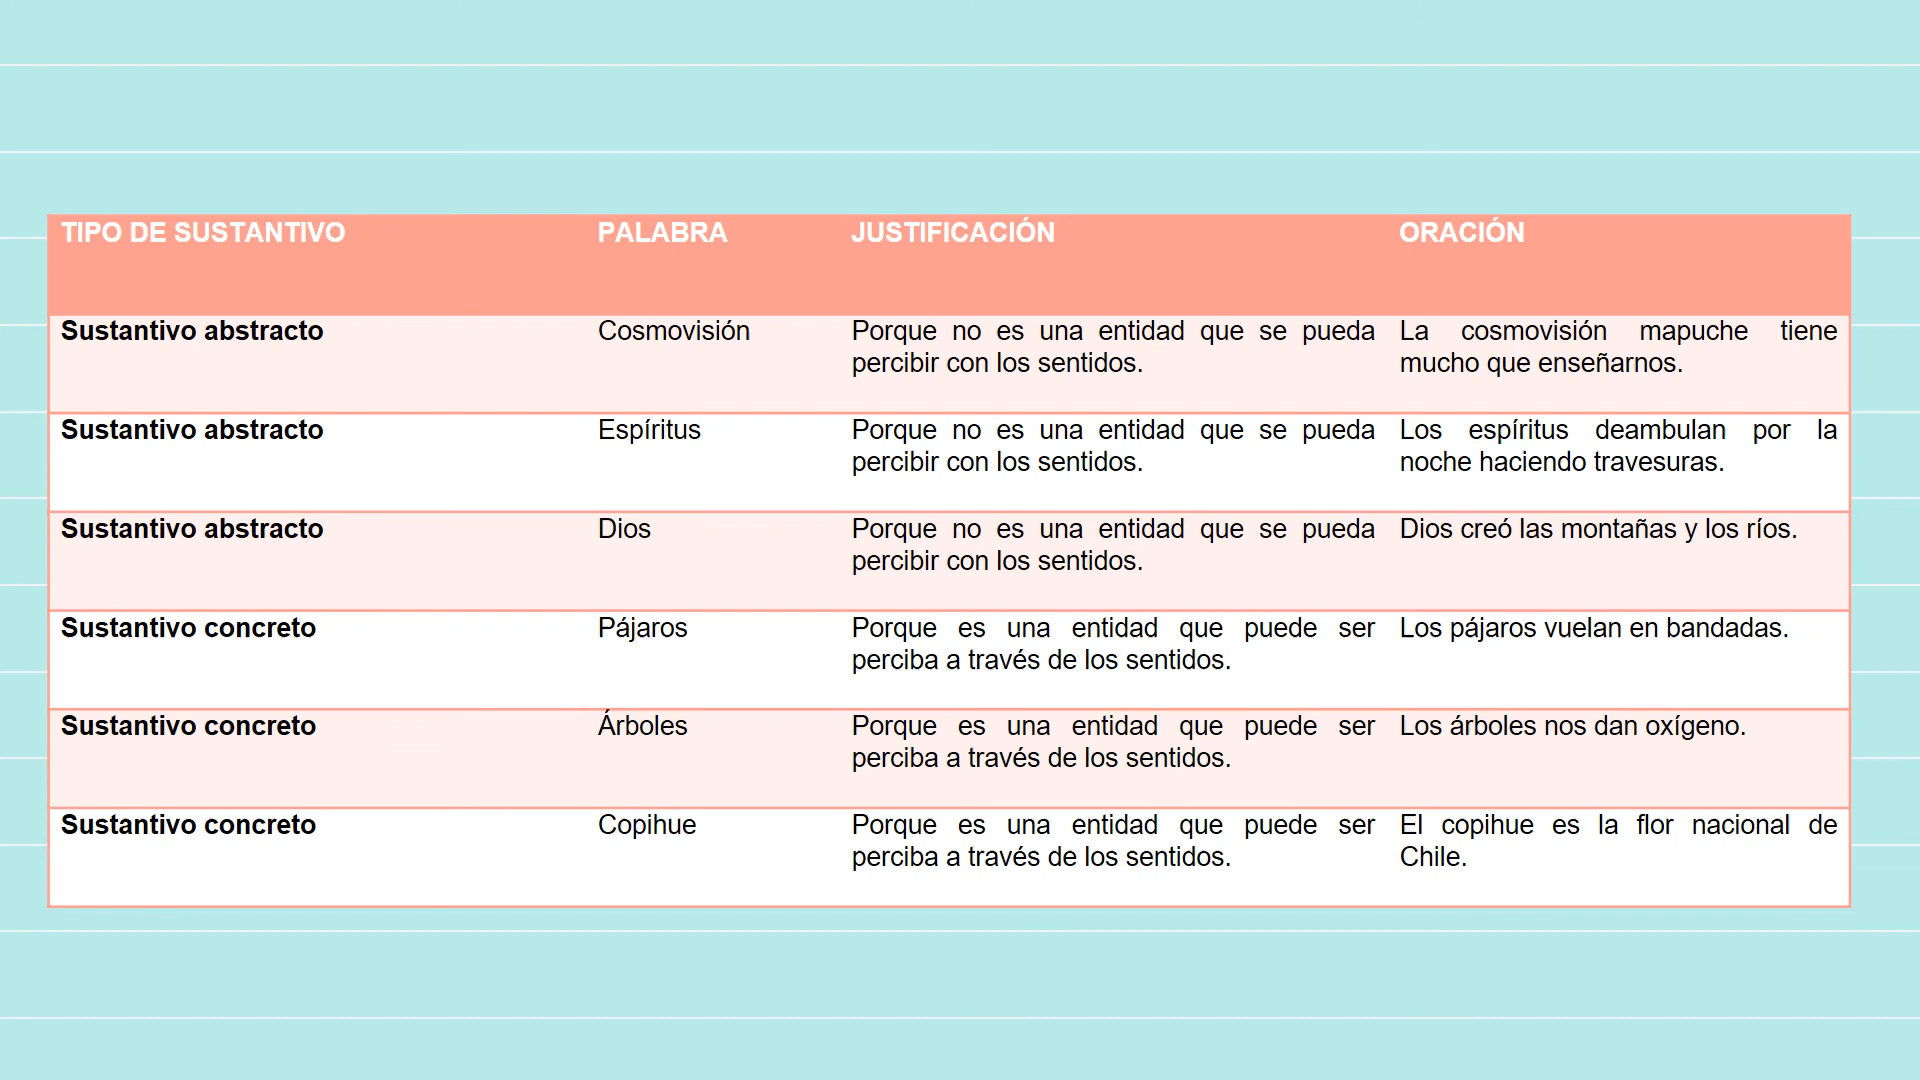 TIPO DE SUSTANTIVO PALABRA JUSTIFICACIÓN ORACIÓN
Sustantivo abstracto Cosmovisión Porque no es una entidad que se pueda La cosmovisión mapuche tiene
percibir con los sentidos. mucho que enseñarnos.
Sustantivo abstracto Espíritus Porque no es una entidad que se pueda Los espíritus deambulan por la
percibir con los sentidos. noche haciendo travesuras.
Sustantivo abstracto Dios Porque no es una entidad que se pueda Dios creó las montañas y los ríos.
percibir con los sentidos.
Sustantivo concreto Pájaros Porque es una entidad que puede ser Los pájaros vuelan en bandadas.
perciba a través de los sentidos.
Sustantivo concreto Árboles Porque es una entidad que puede ser Los árboles nos dan oxígeno.
perciba a través de los sentidos.
Sustantivo concreto Copihue Porque es una entidad que puede ser El copihue es la flor nacional de
perciba a través de los sentidos. Chile.